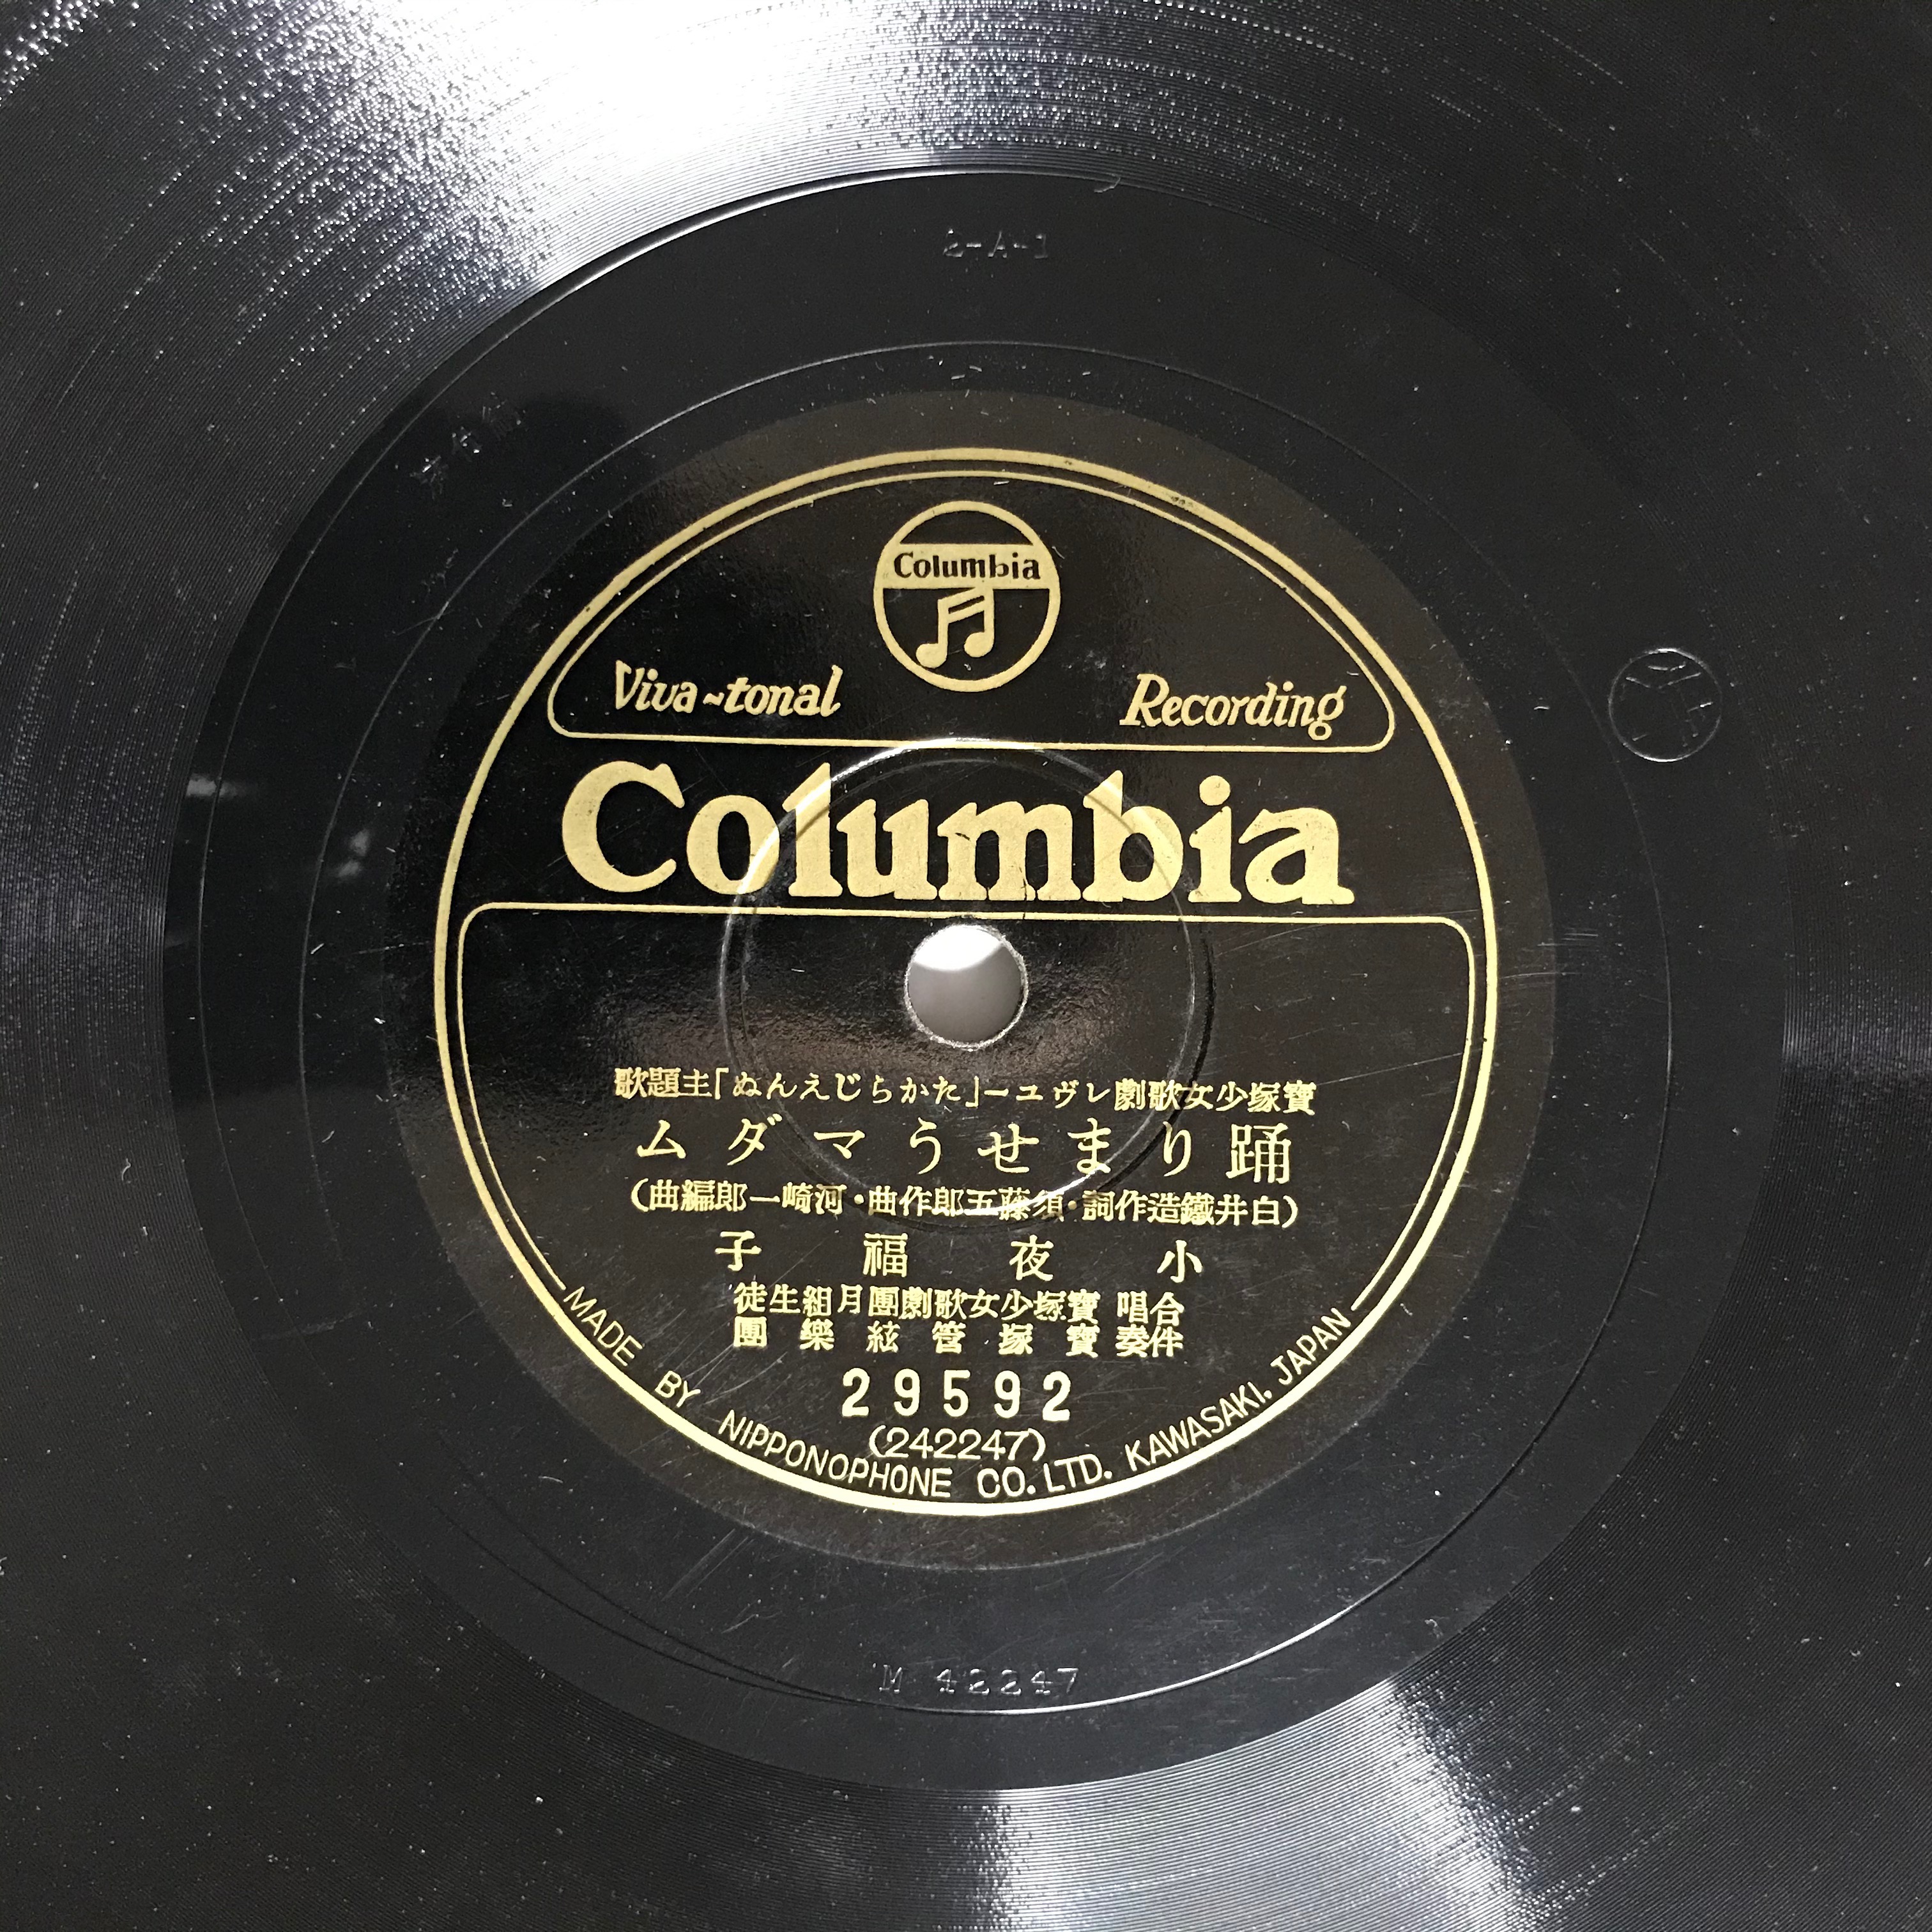 Columbia
Viva-tonal Recording
Columbia
寶塚少女歌劇レヴユー「たからじえんぬ」主題歌
踊りませうマダム
(白井鐵造作詞・須藤五郎作曲・河崎一郎編曲)
小夜福子
合唱 寶塚少女歌劇團月組生徒
伴奏 寶塚管絃樂團
29592
(242247)
MADE BY NIPPONOPHONE CO. LTD. KAWASAKI, JAPAN
M 42247